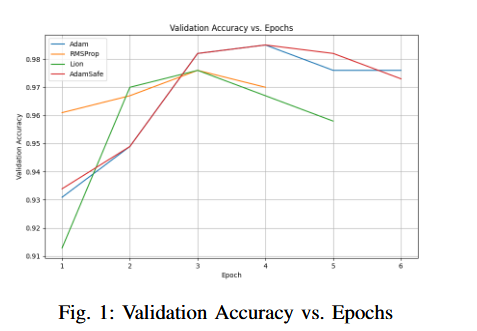 Validation Accuracy vs. Epochs
Adam
RMSProp
Lion
AdamSafe
Validation Accuracy
0.98
0.97
0.96
0.95
0.94
0.93
0.92
0.91
1 2 3 4 5 6
Epoch
Fig. 1: Validation Accuracy vs. Epochs